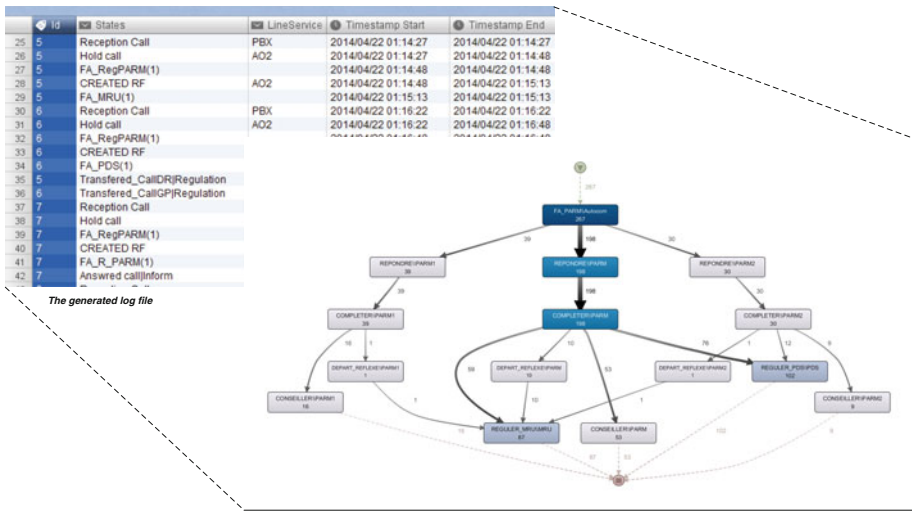 Id States LineService Timestamp Start Timestamp End
25 5 Reception Call PBX 2014/04/22 01:14:27 2014/04/22 01:14:27
26 5 Hold call AO2 2014/04/22 01:14:27 2014/04/22 01:14:48
27 5 FA_RegPARM(1) 2014/04/22 01:14:48 2014/04/22 01:14:48
28 5 CREATED RF AO2 2014/04/22 01:14:48 2014/04/22 01:15:13
29 5 FA_MRU(1) 2014/04/22 01:15:13 2014/04/22 01:15:13
30 6 Reception Call PBX 2014/04/22 01:16:22 2014/04/22 01:16:22
31 6 Hold call AO2 2014/04/22 01:16:22 2014/04/22 01:16:48
32 6 FA_RegPARM(1)
33 6 CREATED RF
34 6 FA_PDS(1)
35 5 Transfered_CallDR|Regulation
36 6 Transfered_CallGP|Regulation
37 7 Reception Call
38 7 Hold call
39 7 FA_RegPARM(1)
40 7 CREATED RF
41 7 FA_R_PARM(1)
42 7 Answred call|Inform
The generated log file
267
267
39 198 30
REPONDRE\PARM1
39
REPONDRE\PARM
198
REPONDRE\PARM2
30
39 198 30
COMPLETER\PARM1
39
COMPLETER\PARM
198
COMPLETER\PARM2
30
16 1 10 53 76 1 12 9
DEPART_REFLEXE\PARM1
1
DEPART_REFLEXE\PARM
10
DEPART_REFLEXE\PARM2
1
REGULER_PDS\PDS
102
1 10 1
CONSEILLER\PARM1
16
CONSEILLER\PARM2
9
REGULER_MRU\MRU
67
CONSEILLER\PARM
53
102
53